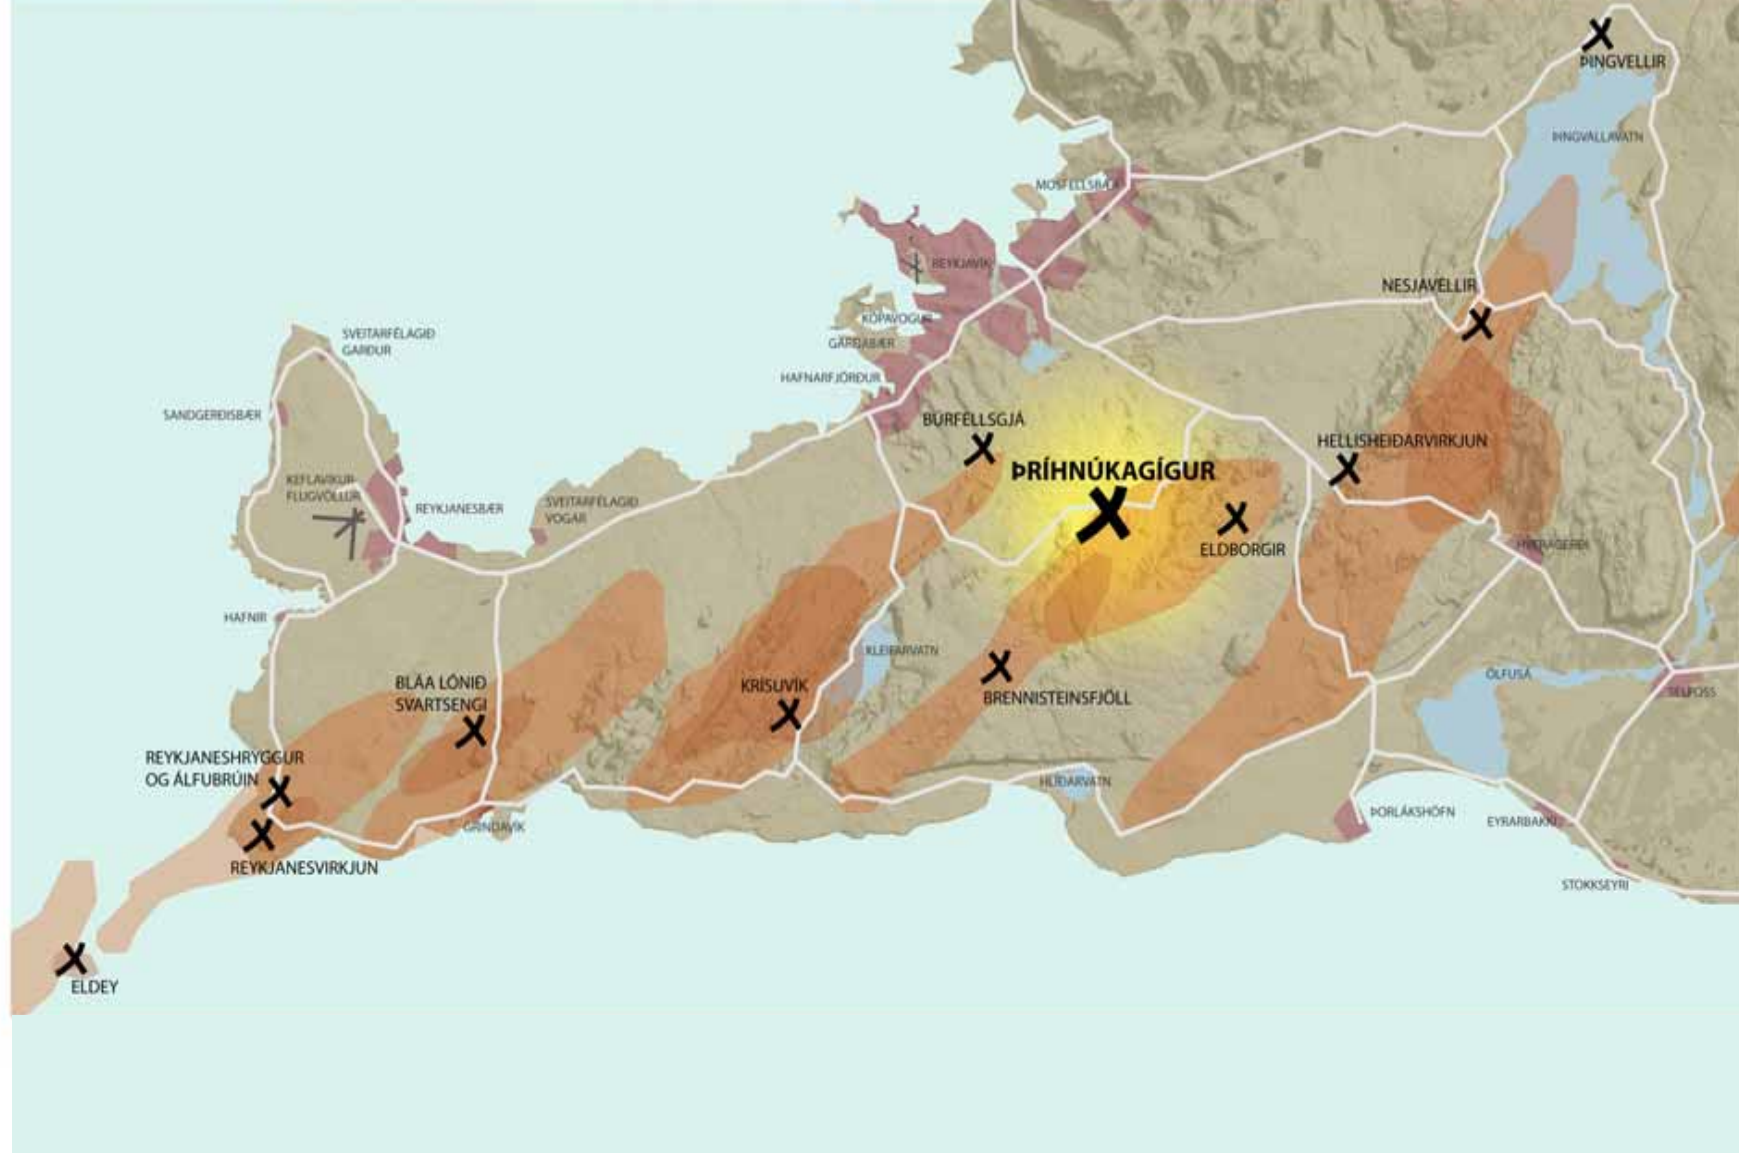 ÞINGVELLIR
ÞINGVALLAVATN
MOSFELLSBÆR
REYKJAVÍK
NESJAVELLIR
KÓPAVOGUR
GARÐABÆR
SVEITARFÉLAGIÐ
GARÐUR
HAFNARFJÖRÐUR
SANDGERÐISBÆR
BÚRFELLSGJÁ
HELLISHEIÐARVIRKJUN
ÞRÍHNÚKAGÍGUR
KEFLAVÍKUR-
FLUGVÖLLUR
REYKJANESBÆR
SVEITARFÉLAGIÐ
VOGAR
ELDBORGIR
HVERAGERÐI
HAFNIR
KLEIFARVATN
BLÁA LÓNIÐ
SVARTSENGI
KRÍSUVÍK
BRENNISTEINSFJÖLL
ÖLFUSÁ
SELFOSS
REYKJANESHRYGGUR
OG ÁLFUBRÚIN
HLÍÐARVATN
GRINDAVÍK
ÞORLÁKSHÖFN
EYRARBAKKI
REYKJANESVIRKJUN
STOKKSEYRI
ELDEY